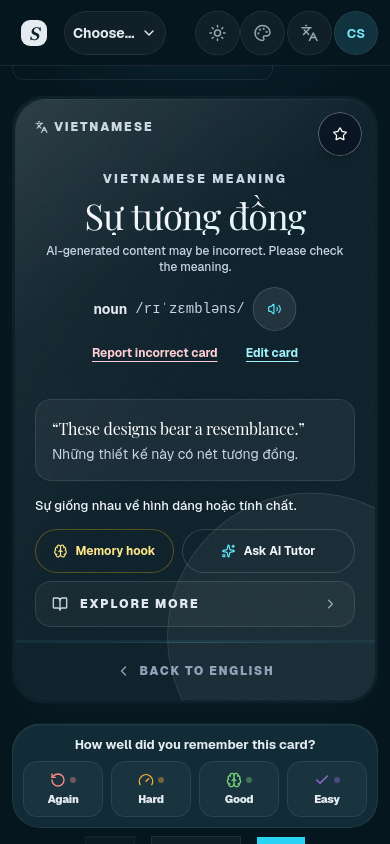 S
Choose...
CS
VIETNAMESE
VIETNAMESE MEANING
Sự tương đồng
AI-generated content may be incorrect. Please check
the meaning.
noun /rɪˈzɛmbləns/
Report incorrect card
Edit card
“These designs bear a resemblance.”
Những thiết kế này có nét tương đồng.
Sự giống nhau về hình dáng hoặc tính chất.
Memory hook
Ask AI Tutor
EXPLORE MORE
BACK TO ENGLISH
How well did you remember this card?
Again
Hard
Good
Easy